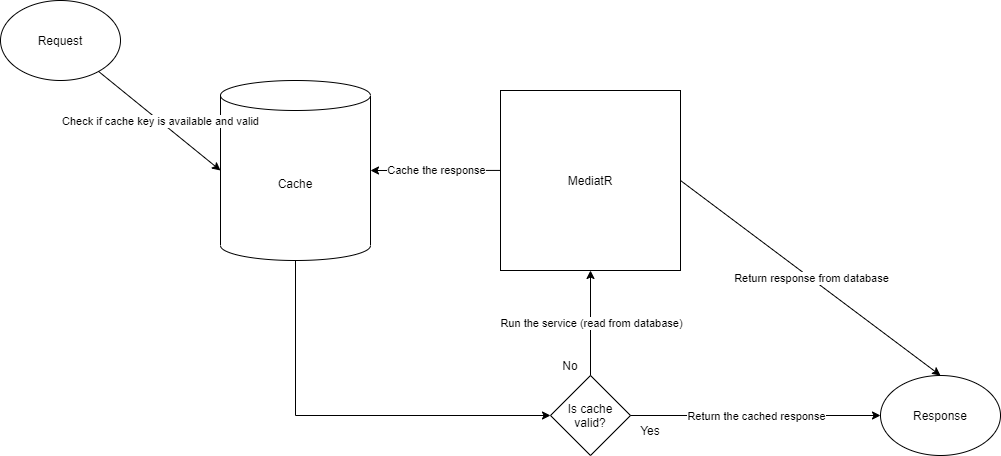 Request
Check if cache key is available and valid
Cache
Cache the response
MediatR
Return response from database
Run the service (read from database)
No
Is cache
valid?
Yes
Return the cached response
Response